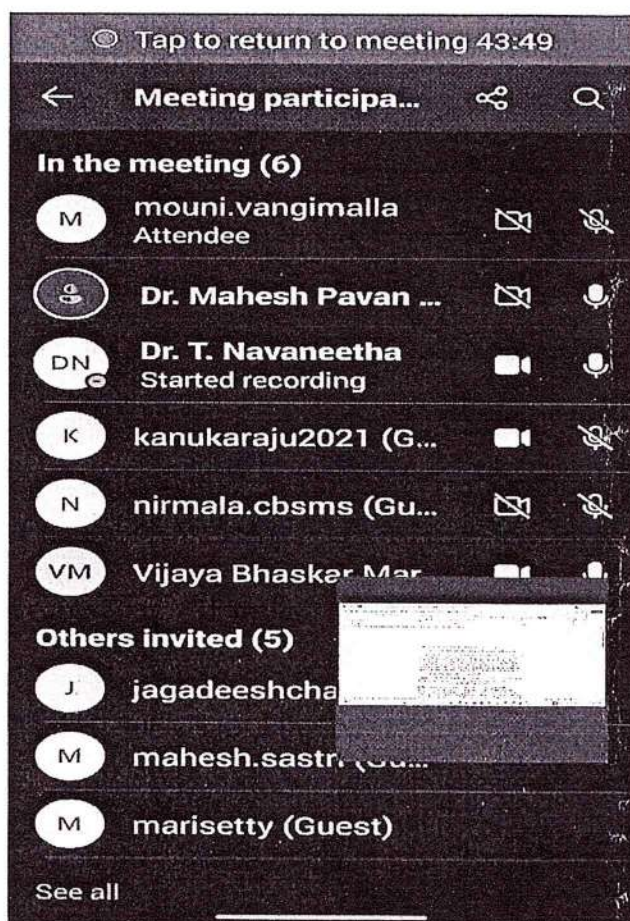 Tap to return to meeting 43:49
Meeting participa...
In the meeting (6)
M
mouni.vangimalla
Attendee
Dr. Mahesh Pavan ...
DN
Dr. T. Navaneetha
Started recording
K
kanukaraju2021 (G...
N
nirmala.cbsms (Gu...
VM
Vijaya Bhaskar Mar
Others invited (5)
J
jagadeeshcha
M
mahesh.sastri (Gu...
M
marisetty (Guest)
See all